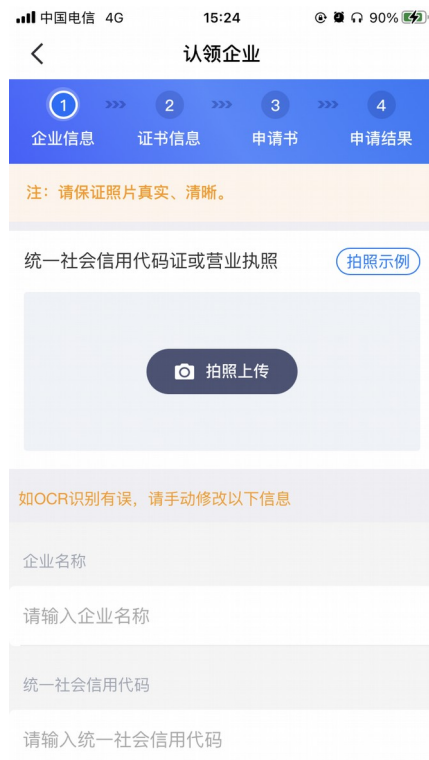 中国电信 4G 15:24 90%
认领企业
1 >>> 2 >>> 3 >>> 4
企业信息 证书信息 申请书 申请结果
注：请保证照片真实、清晰。
统一社会信用代码证或营业执照 拍照示例
拍照上传
如OCR识别有误，请手动修改以下信息
企业名称
请输入企业名称
统一社会信用代码
请输入统一社会信用代码